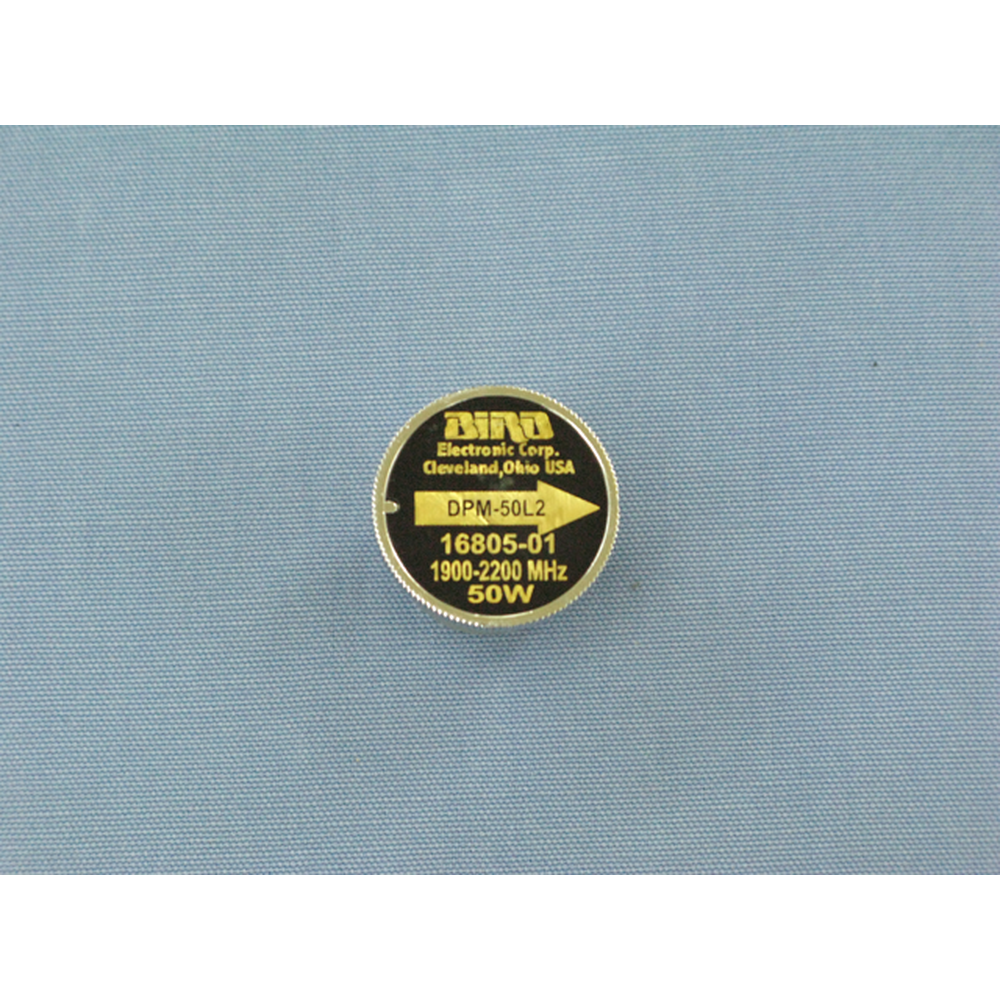 BIRD
Electronic Corp.
Cleveland,Ohio USA
DPM-50L2
16805-01
1900-2200 MHz
50W